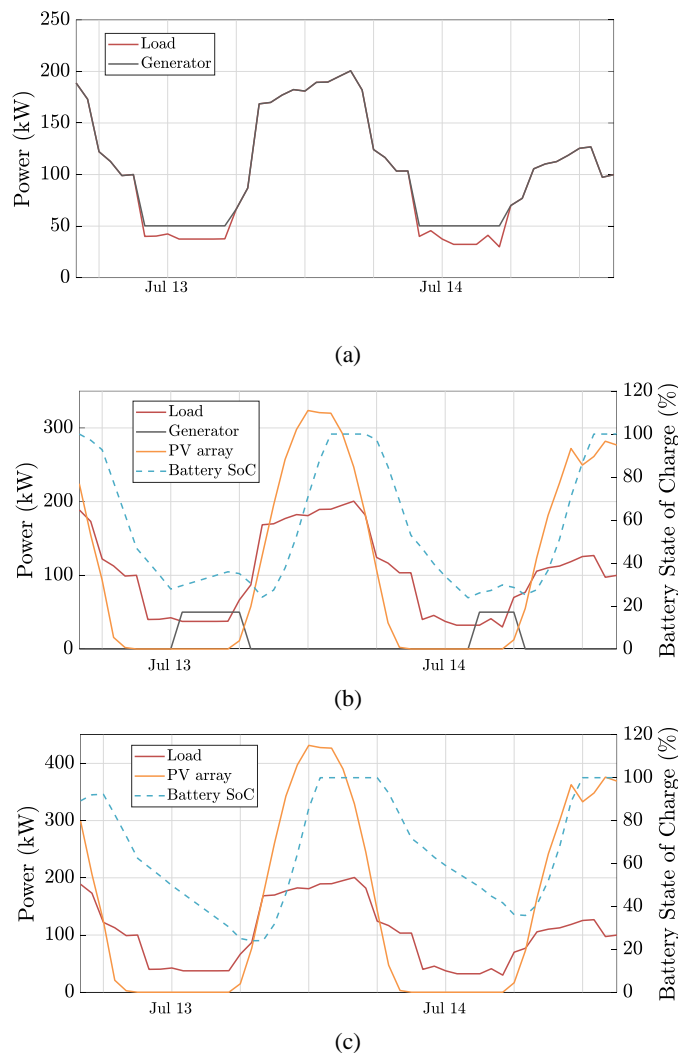 250
200
150
100
50
0
Power (kW)
Load
Generator
Jul 13
Jul 14
(a)
300
200
100
0
Power (kW)
Load
Generator
PV array
Battery SoC
120
100
80
60
40
20
0
Battery State of Charge (%)
Jul 13
Jul 14
(b)
400
300
200
100
0
Power (kW)
Load
PV array
Battery SoC
120
100
80
60
40
20
0
Battery State of Charge (%)
Jul 13
Jul 14
(c)